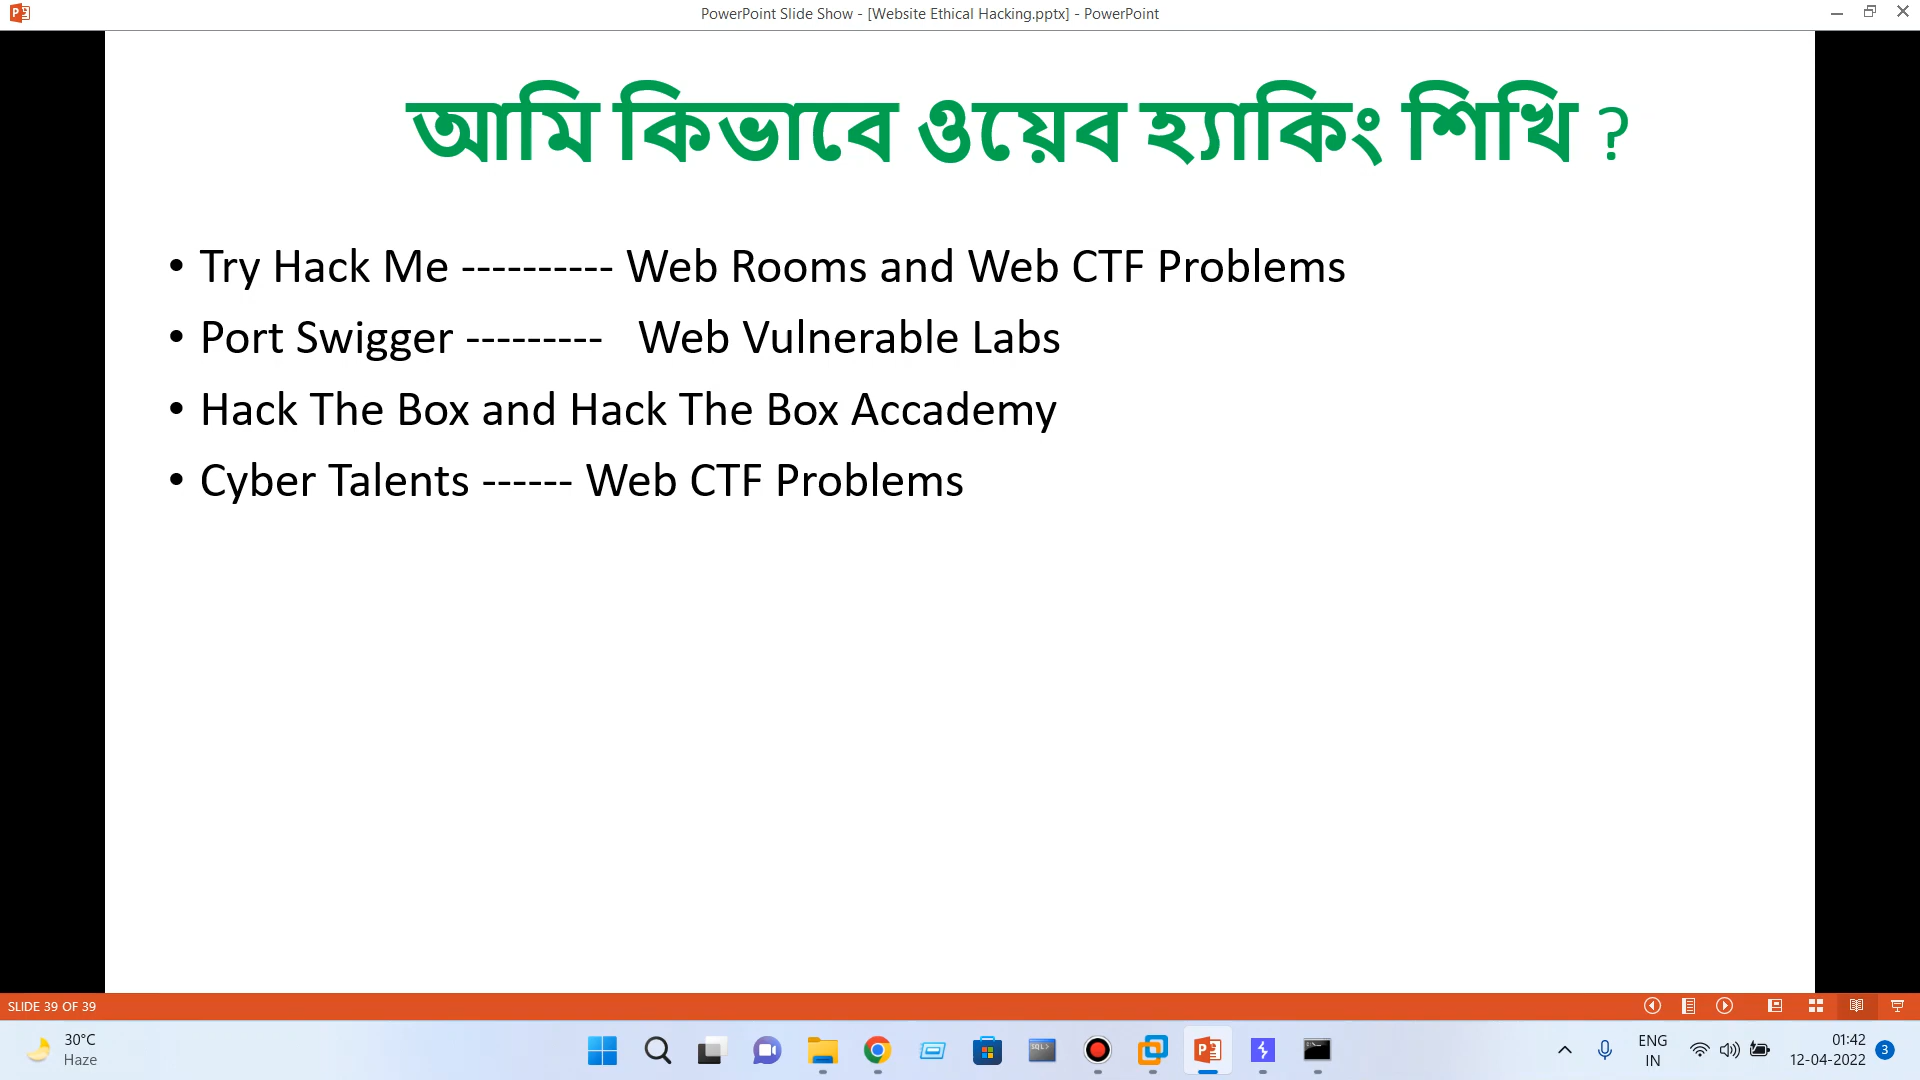 PowerPoint Slide Show - [Website Ethical Hacking.pptx] - PowerPoint
আমি কিভাবে ওয়েব হ্যাকিং শিখি ?
• Try Hack Me ---------- Web Rooms and Web CTF Problems
• Port Swigger --------- Web Vulnerable Labs
• Hack The Box and Hack The Box Accademy
• Cyber Talents ------ Web CTF Problems
SLIDE 39 OF 39
30°C
Haze
ENG
IN
01:42
12-04-2022
3